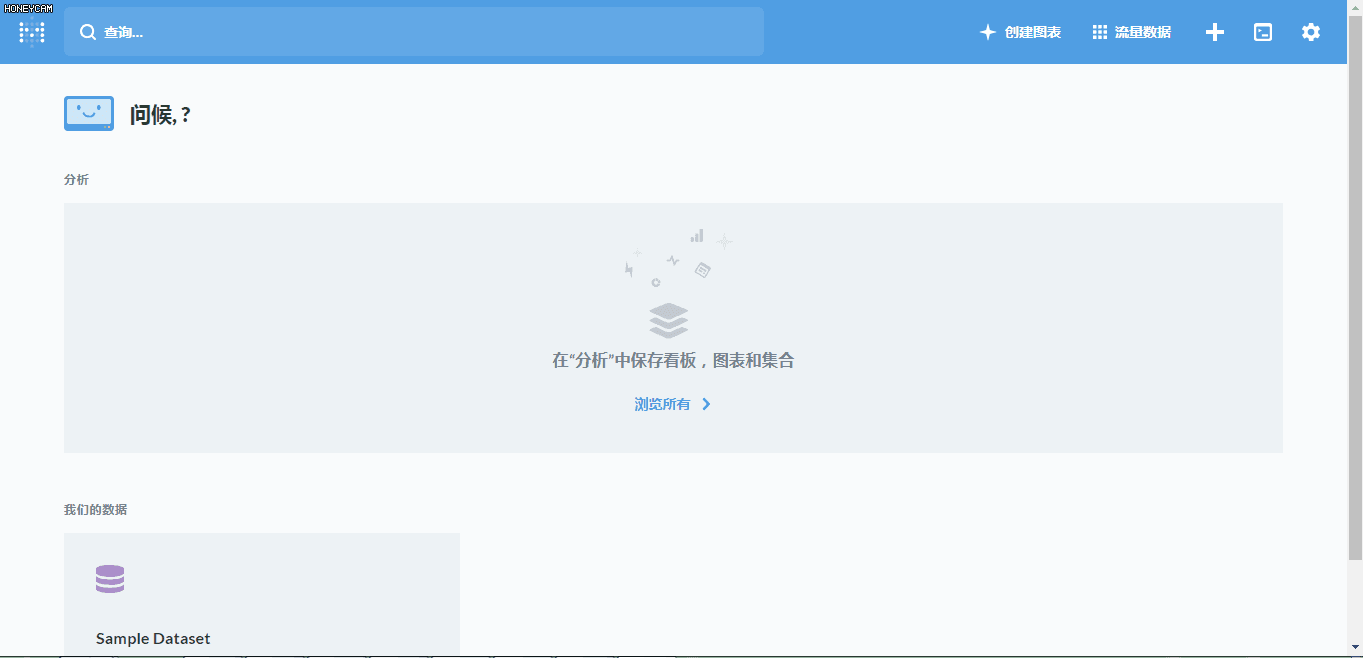 HONEYCAM
查询...
创建图表
流量数据
问候, ?
分析
在“分析”中保存看板，图表和集合
浏览所有
我们的数据
Sample Dataset